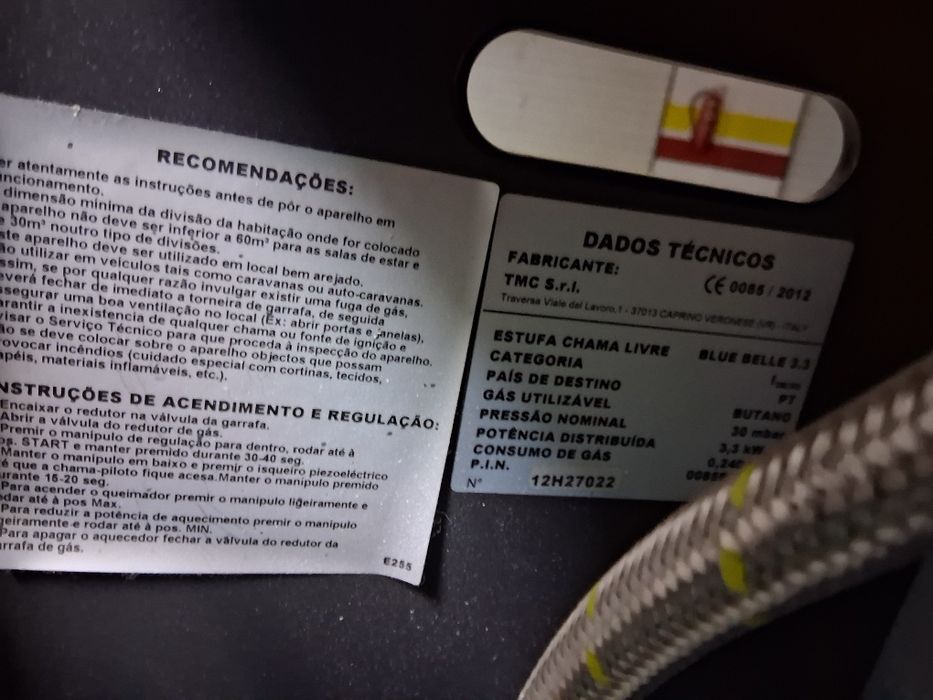 RECOMENDAÇÕES:
er atentamente as instruções antes de pôr o aparelho em
ncionamento.
dimensão mínima da divisão da habitação onde for colocado
aparelho não deve ser inferior a 60m³ para as salas de estar e
e 30m³ noutro tipo de divisões.
ste aparelho deve ser utilizado em local bem arejado.
ão utilizar em veículos tais como caravanas ou auto-caravanas.
ssim, se por qualquer razão invulgar existir uma fuga de gás,
everá fechar de imediato a torneira de garrafa, de seguida
ssegurar uma boa ventilação no local (Ex: abrir portas e janelas),
arantir a inexistencia de qualquer chama ou fonte de ignição e
visar o Serviço Técnico para que proceda à inspecção do aparelho.
ão se deve colocar sobre o aparelho objectos que possam
ovocar incêndios (cuidado especial com cortinas, tecidos,
apéis, materiais inflamáveis, etc.).
NSTRUÇÕES DE ACENDIMENTO E REGULAÇÃO:
Encaixar o redutor na válvula da garrafa.
Abrir a válvula do redutor de gás.
Premir o manipulo de regulação para dentro, rodar até à
os. START e manter premido durante 30-40 seg.
Manter o manipulo em baixo e premir o isqueiro piezoeléctrico
é que a chama-piloto fique acesa.Manter o manipulo premido
urante 15-20 seg.
Para acender o queimador premir o manipulo ligeiramente e
odar até à pos Max.
Para reduzir a potência de aquecimento premir o manipulo
geiramente e rodar até à pos. MIN.
Para apagar o aquecedor fechar a válvula do redutor da
arrafa de gás.
E255
DADOS TÉCNICOS
FABRICANTE:
TMC S.r.l. CE 0085 / 2012
Traversa Viale del Lavoro,1 - 37013 CAPRINO VERONESE (VR) - ITALY
ESTUFA CHAMA LIVRE BLUE BELLE 3.3
CATEGORIA
PAÍS DE DESTINO PT
GÁS UTILIZÁVEL BUTANO
PRESSÃO NOMINAL 30 mbar
POTÊNCIA DISTRIBUÍDA 3,3 kW
CONSUMO DE GÁS 0,240
P.I.N.
N° 12H27022